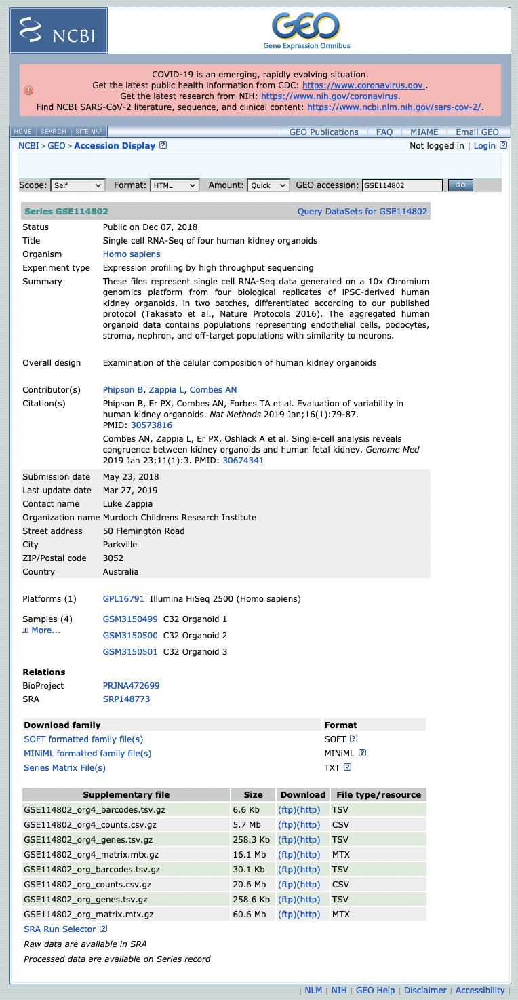 NCBI
GEO
Gene Expression Omnibus
COVID-19 is an emerging, rapidly evolving situation.
Get the latest public health information from CDC: https://www.coronavirus.gov .
Get the latest research from NIH: https://www.nih.gov/coronavirus.
Find NCBI SARS-CoV-2 literature, sequence, and clinical content: https://www.ncbi.nlm.nih.gov/sars-cov-2/.
HOME SEARCH SITE MAP GEO Publications FAQ MIAME Email GEO
NCBI > GEO > Accession Display ? Not logged in | Login ?
Scope: Self Format: HTML Amount: Quick GEO accession: GSE114802 GO
Series GSE114802 Query DataSets for GSE114802
Status Public on Dec 07, 2018
Title Single cell RNA-Seq of four human kidney organoids
Organism Homo sapiens
Experiment type Expression profiling by high throughput sequencing
Summary These files represent single cell RNA-Seq data generated on a 10x Chromium
genomics platform from four biological replicates of iPSC-derived human
kidney organoids, in two batches, differentiated according to our published
protocol (Takasato et al., Nature Protocols 2016). The aggregated human
organoid data contains populations representing endothelial cells, podocytes,
stroma, nephron, and off-target populations with similarity to neurons.
Overall design Examination of the celular composition of human kidney organoids
Contributor(s) Phipson B, Zappia L, Combes AN
Citation(s) Phipson B, Er PX, Combes AN, Forbes TA et al. Evaluation of variability in
human kidney organoids. Nat Methods 2019 Jan;16(1):79-87.
PMID: 30573816
Combes AN, Zappia L, Er PX, Oshlack A et al. Single-cell analysis reveals
congruence between kidney organoids and human fetal kidney. Genome Med
2019 Jan 23;11(1):3. PMID: 30674341
Submission date May 23, 2018
Last update date Mar 27, 2019
Contact name Luke Zappia
Organization name Murdoch Childrens Research Institute
Street address 50 Flemington Road
City Parkville
ZIP/Postal code 3052
Country Australia
Platforms (1) GPL16791 Illumina HiSeq 2500 (Homo sapiens)
Samples (4) GSM3150499 C32 Organoid 1
More...
GSM3150500 C32 Organoid 2
GSM3150501 C32 Organoid 3
Relations
BioProject PRJNA472699
SRA SRP148773
Download family Format
SOFT formatted family file(s) SOFT ?
MINiML formatted family file(s) MINiML ?
Series Matrix File(s) TXT ?
Supplementary file Size Download File type/resource
GSE114802_org4_barcodes.tsv.gz 6.6 Kb (ftp)(http) TSV
GSE114802_org4_counts.csv.gz 5.7 Mb (ftp)(http) CSV
GSE114802_org4_genes.tsv.gz 258.3 Kb (ftp)(http) TSV
GSE114802_org4_matrix.mtx.gz 16.1 Mb (ftp)(http) MTX
GSE114802_org_barcodes.tsv.gz 30.1 Kb (ftp)(http) TSV
GSE114802_org_counts.csv.gz 20.6 Mb (ftp)(http) CSV
GSE114802_org_genes.tsv.gz 258.6 Kb (ftp)(http) TSV
GSE114802_org_matrix.mtx.gz 60.6 Mb (ftp)(http) MTX
SRA Run Selector ?
Raw data are available in SRA
Processed data are available on Series record
| NLM | NIH | GEO Help | Disclaimer | Accessibility |